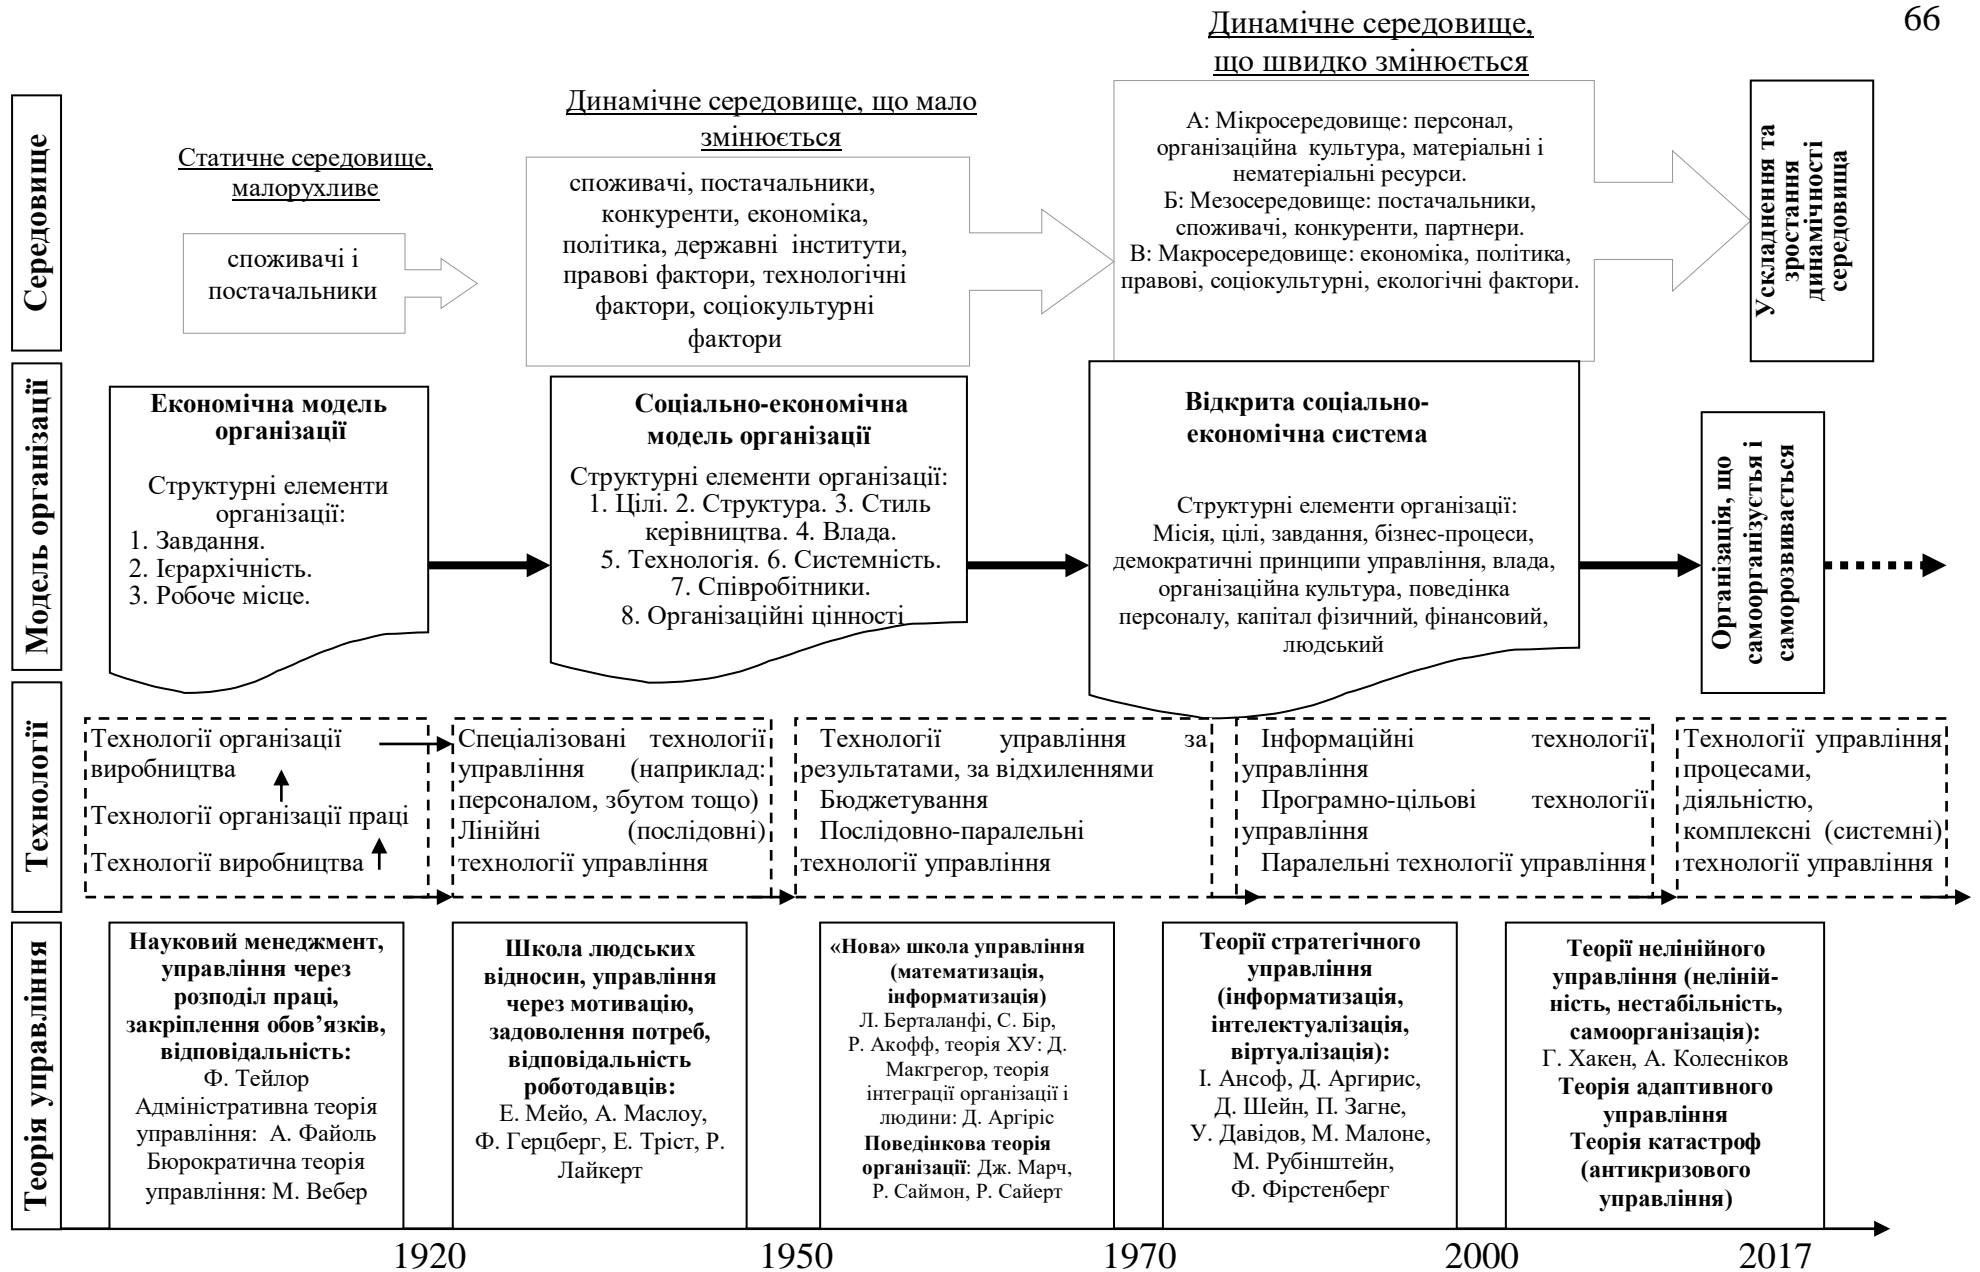 66
Динамічне середовище,
що швидко змінюється
Динамічне середовище, що мало
змінюється
Статичне середовище,
малорухливе
Середовище
споживачі і
постачальники
споживачі, постачальники,
конкуренти, економіка,
політика, державні інститути,
правові фактори, технологічні
фактори, соціокультурні
фактори
А: Мікросередовище: персонал,
організаційна культура, матеріальні і
нематеріальні ресурси.
Б: Мезосередовище: постачальники,
споживачі, конкуренти, партнери.
В: Макросередовище: економіка, політика,
правові, соціокультурні, екологічні фактори.
Ускладнення та
зростання
динамічності
середовища
Модель організації
Економічна модель
організації
Структурні елементи
організації:
1. Завдання.
2. Ієрархічність.
3. Робоче місце.
Соціально-економічна
модель організації
Структурні елементи організації:
1. Цілі. 2. Структура. 3. Стиль
керівництва. 4. Влада.
5. Технологія. 6. Системність.
7. Співробітники.
8. Організаційні цінності
Відкрита соціально-
економічна система
Структурні елементи організації:
Місія, цілі, завдання, бізнес-процеси,
демократичні принципи управління, влада,
організаційна культура, поведінка
персоналу, капітал фізичний, фінансовий,
людський
Організація, що
самоорганізується і
саморозвивається
Технології
Технології організації
виробництва
Технології організації праці
Технології виробництва
Спеціалізовані технології
управління (наприклад:
персоналом, збутом тощо)
Лінійні (послідовні)
технології управління
Технології управління за
результатами, за відхиленнями
Бюджетування
Послідовно-паралельні
технології управління
Інформаційні технології
управління
Програмно-цільові технології
управління
Паралельні технології управління
Технології управління
процесами,
діяльністю,
комплексні (системні)
технології управління
Теорія управління
Науковий менеджмент,
управління через
розподіл праці,
закріплення обов’язків,
відповідальність:
Ф. Тейлор
Адміністративна теорія
управління: А. Файоль
Бюрократична теорія
управління: М. Вебер
Школа людських
відносин, управління
через мотивацію,
задоволення потреб,
відповідальність
роботодавців:
Е. Мейо, А. Маслоу,
Ф. Герцберг, Е. Тріст, Р.
Лайкерт
«Нова» школа управління
(математизація,
інформатизація)
Л. Берталанфі, С. Бір,
Р. Акофф, теорія ХУ: Д.
Макгрегор, теорія
інтеграції організації і
людини: Д. Аргіріс
Поведінкова теорія
організації: Дж. Марч,
Р. Саймон, Р. Сайерт
Теорії стратегічного
управління
(інформатизація,
інтелектуалізація,
віртуалізація):
І. Ансоф, Д. Аргирис,
Д. Шейн, П. Загне,
У. Давідов, М. Малоне,
М. Рубінштейн,
Ф. Фірстенберг
Теорії нелінійного
управління (неліній-
ність, нестабільність,
самоорганізація):
Г. Хакен, А. Колесніков
Теорія адаптивного
управління
Теорія катастроф
(антикризового
управління)
1920
1950
1970
2000
2017